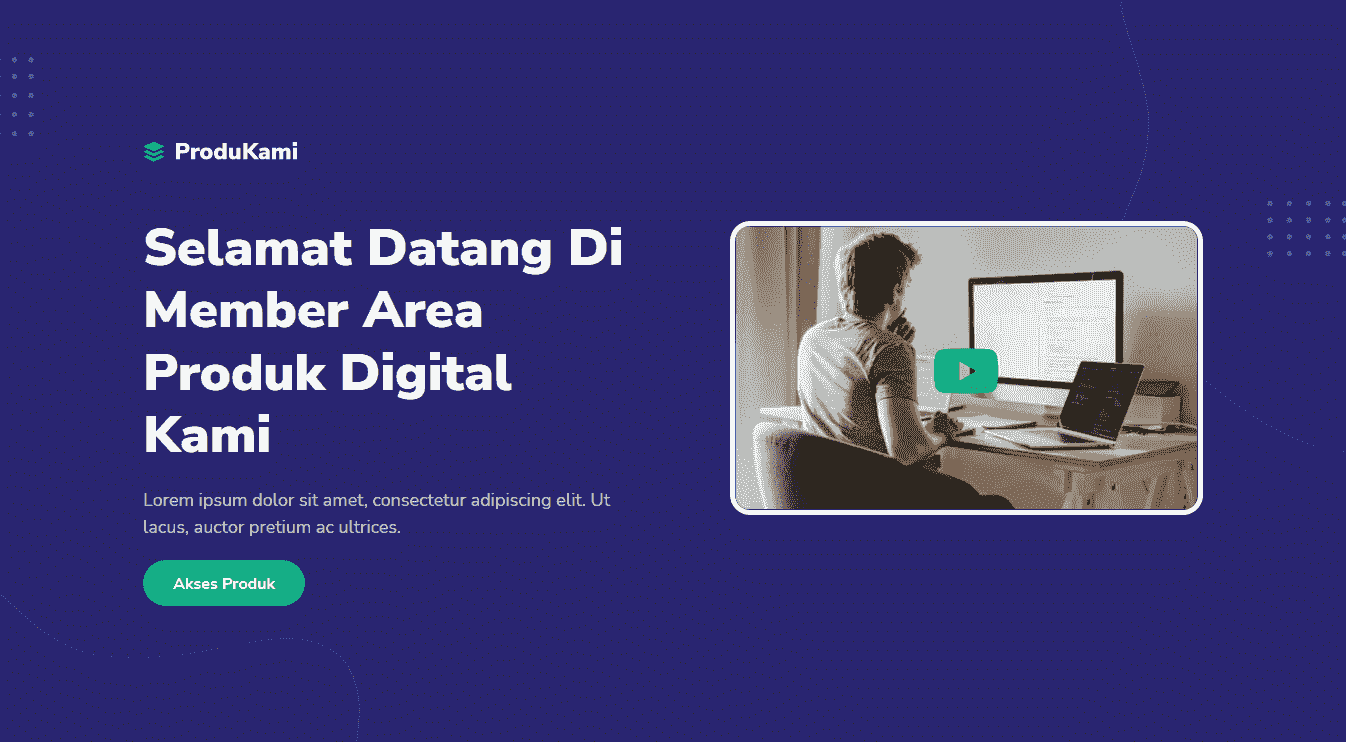 ProduKami
Selamat Datang Di
Member Area
Produk Digital
Kami
Lorem ipsum dolor sit amet, consectetur adipiscing elit. Ut
lacus, auctor pretium ac ultrices.
Akses Produk